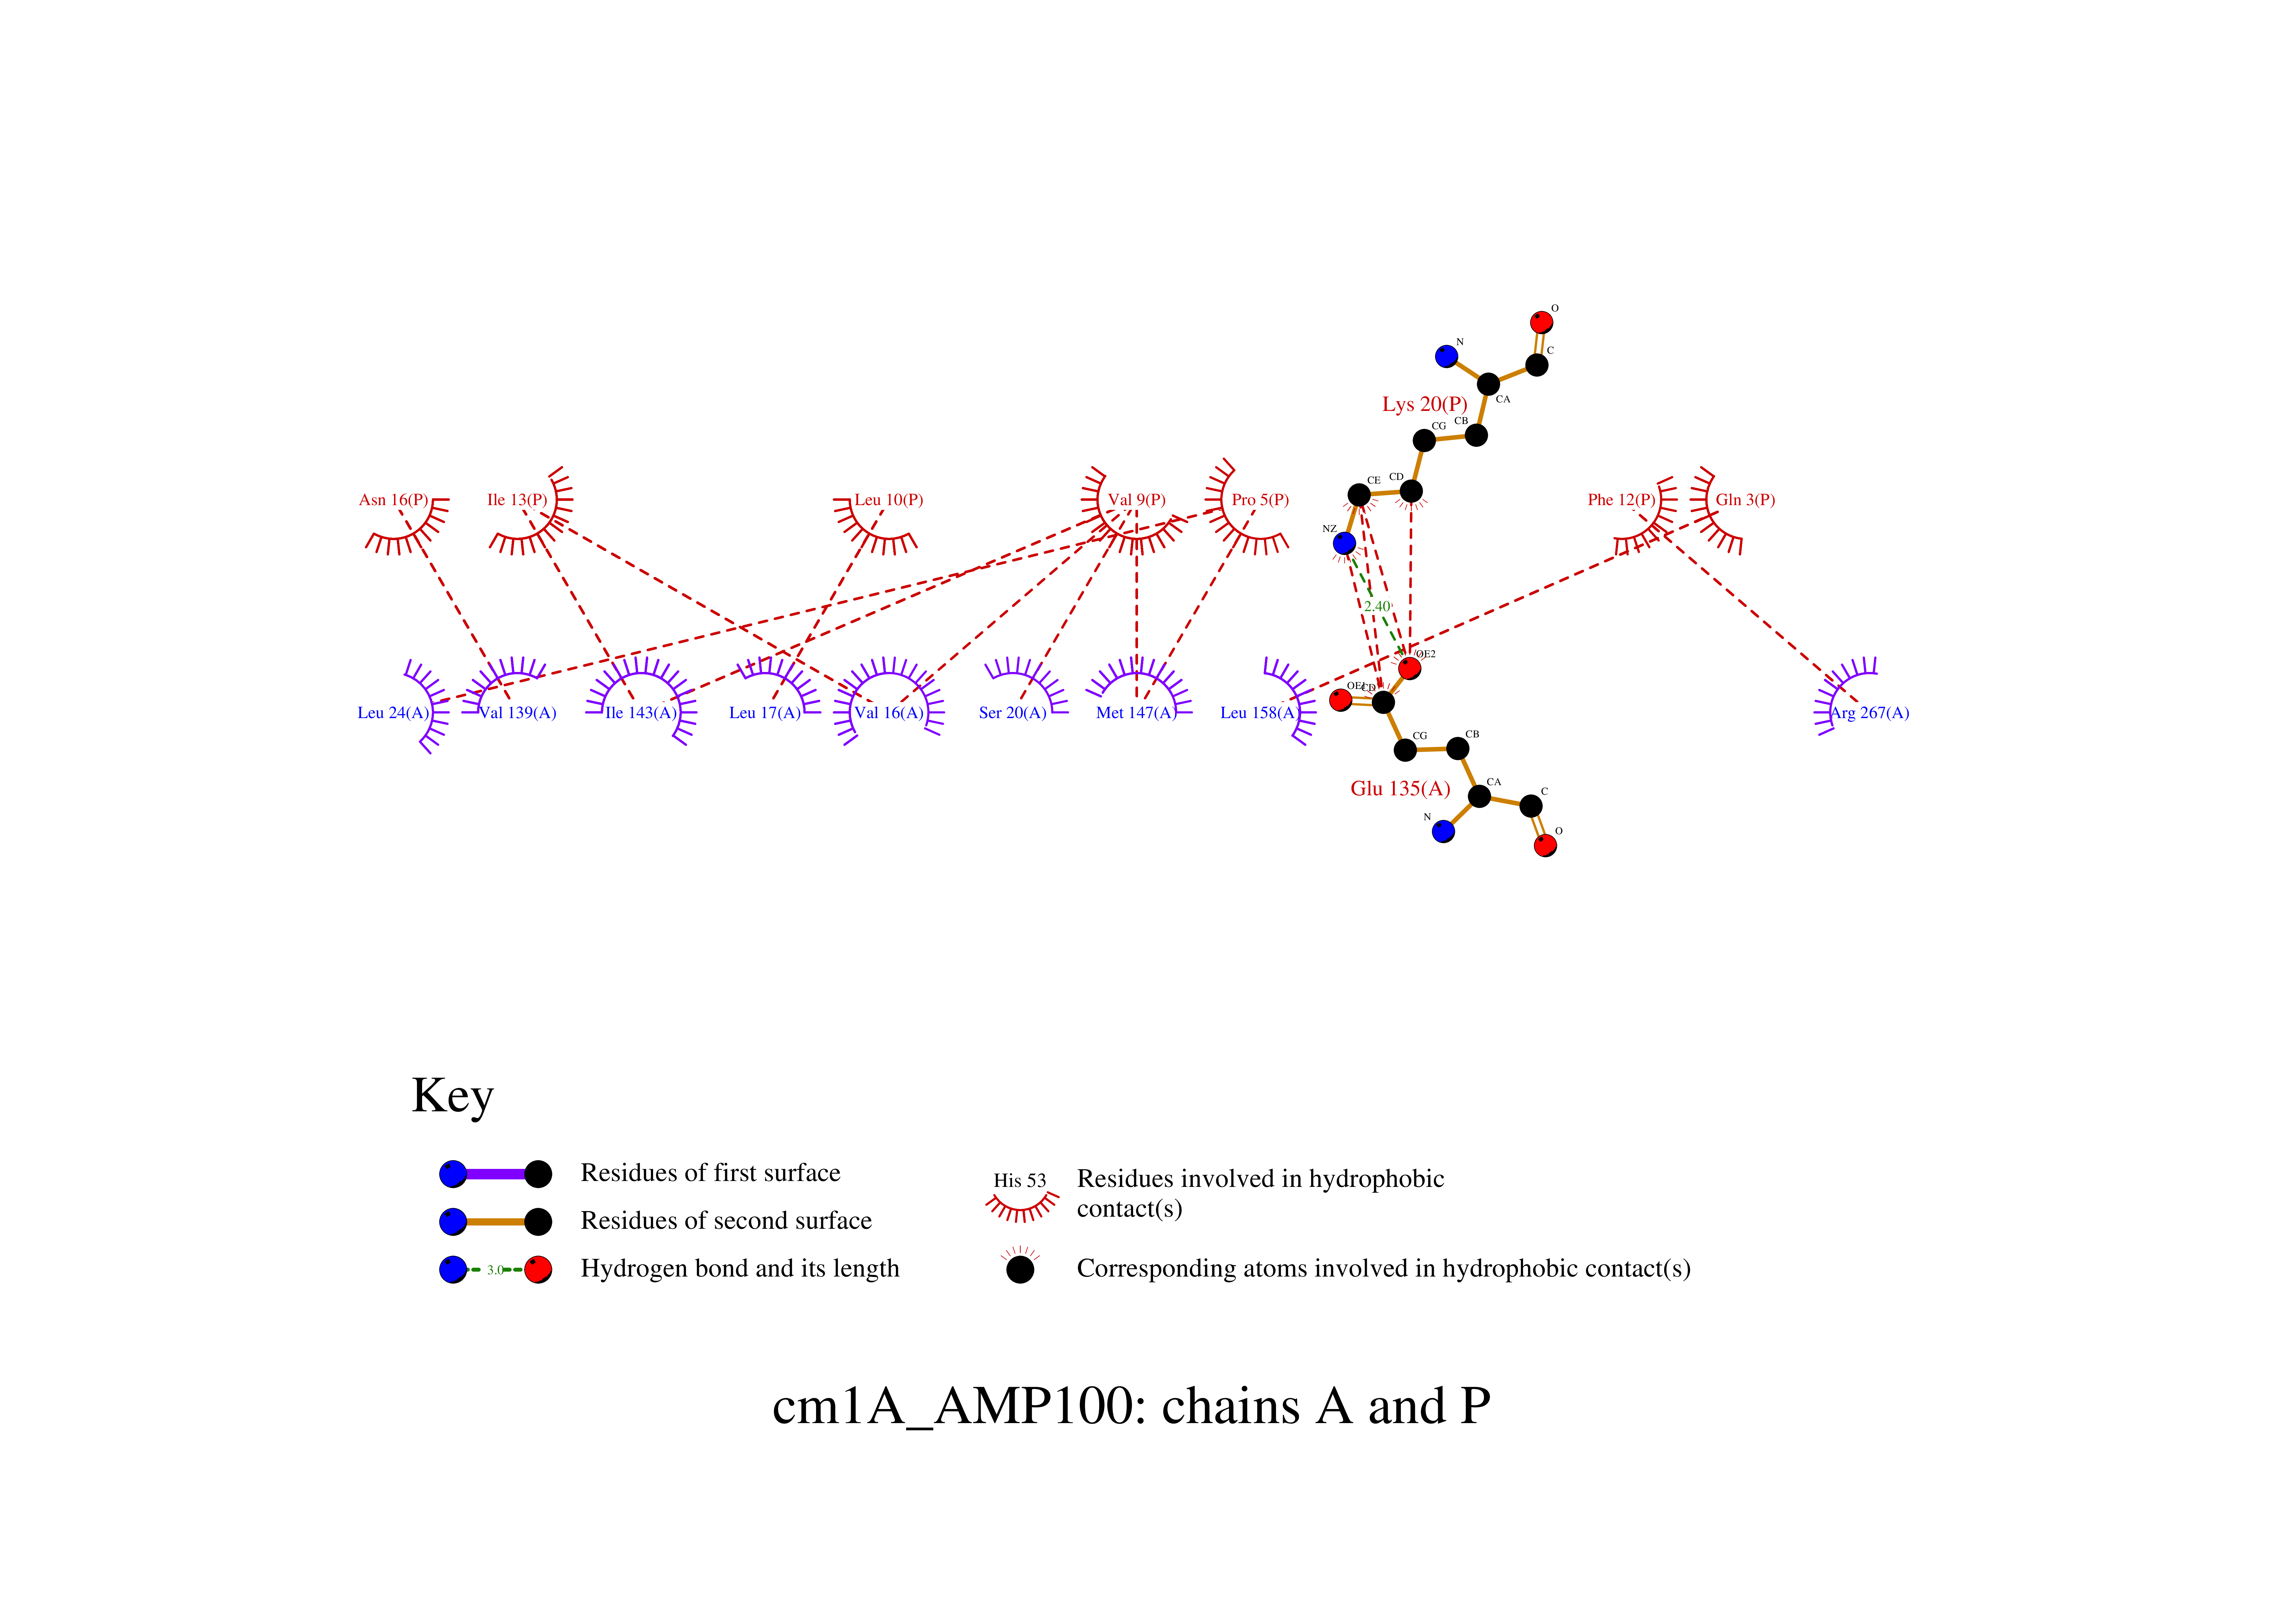 O
N
C
CA
Lys 20(P)
CB
CG
CE
CD
Asn 16(P)
Ile 13(P)
Leu 10(P)
Val 9(P)
Pro 5(P)
Phe 12(P)
Gln 3(P)
NZ
2.40
OE2
OE1
CD
Leu 24(A)
Val 139(A)
Ile 143(A)
Leu 17(A)
Val 16(A)
Ser 20(A)
Met 147(A)
Leu 158(A)
Arg 267(A)
CG
CB
Glu 135(A)
CA
C
N
O
Key
Residues of first surface
Residues of second surface
3.0
Hydrogen bond and its length
His 53
Residues involved in hydrophobic
contact(s)
Corresponding atoms involved in hydrophobic contact(s)
cm1A_AMP100: chains A and P